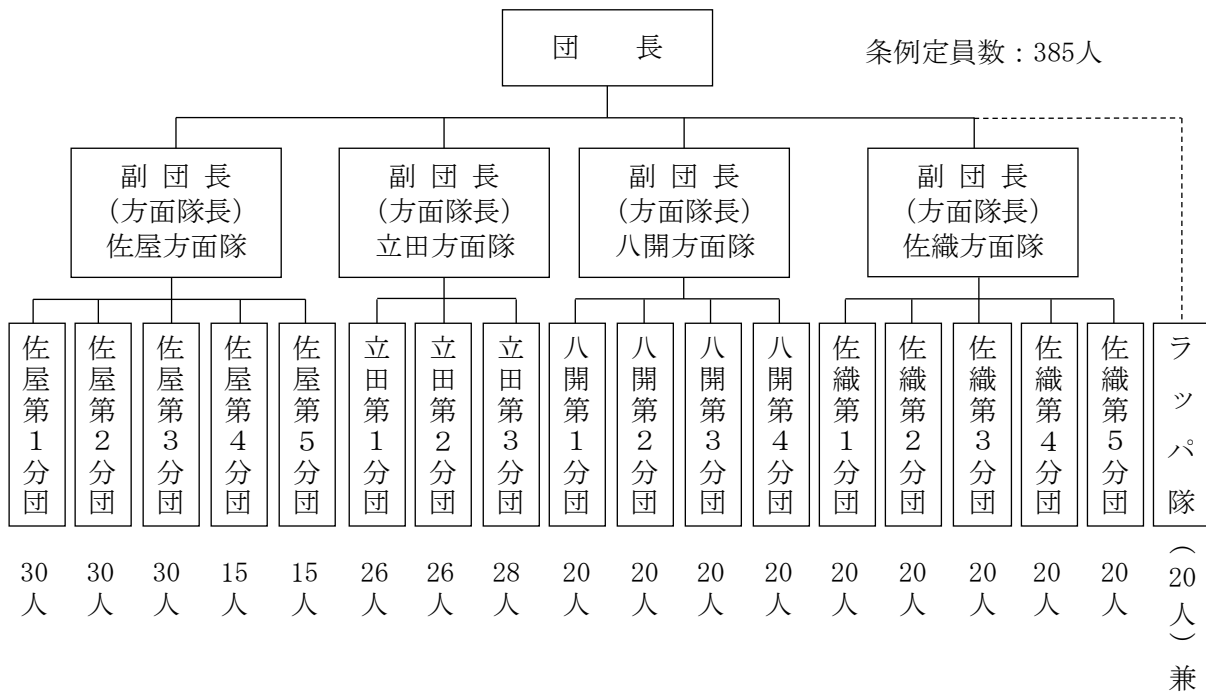 団　　長
条例定員数：385人
副 団 長
（方面隊長）
佐屋方面隊
副 団 長
（方面隊長）
立田方面隊
副 団 長
（方面隊長）
八開方面隊
副 団 長
（方面隊長）
佐織方面隊
佐屋第１分団
佐屋第２分団
佐屋第３分団
佐屋第４分団
佐屋第５分団
立田第１分団
立田第２分団
立田第３分団
八開第１分団
八開第２分団
八開第３分団
八開第４分団
佐織第１分団
佐織第２分団
佐織第３分団
佐織第４分団
佐織第５分団
ラッパ隊
30人
30人
30人
15人
15人
26人
26人
28人
20人
20人
20人
20人
20人
20人
20人
20人
20人
（20人）兼